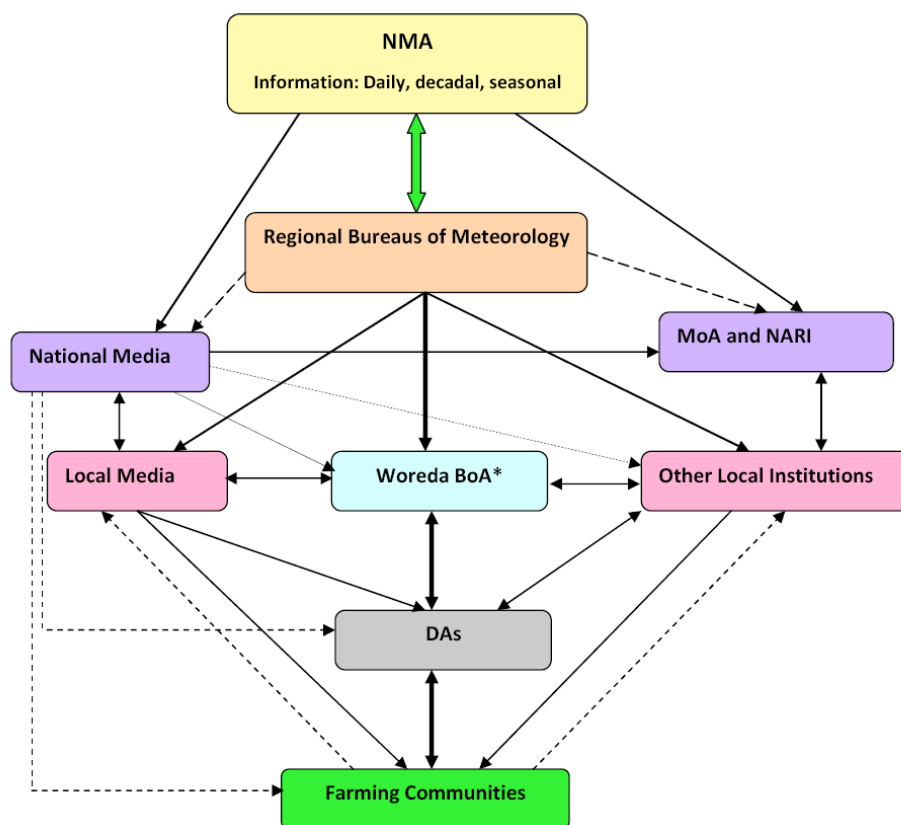 NMA
Information: Daily, decadal, seasonal
Regional Bureaus of Meteorology
National Media
MoA and NARI
Local Media
Woreda BoA*
Other Local Institutions
DAs
Farming Communities